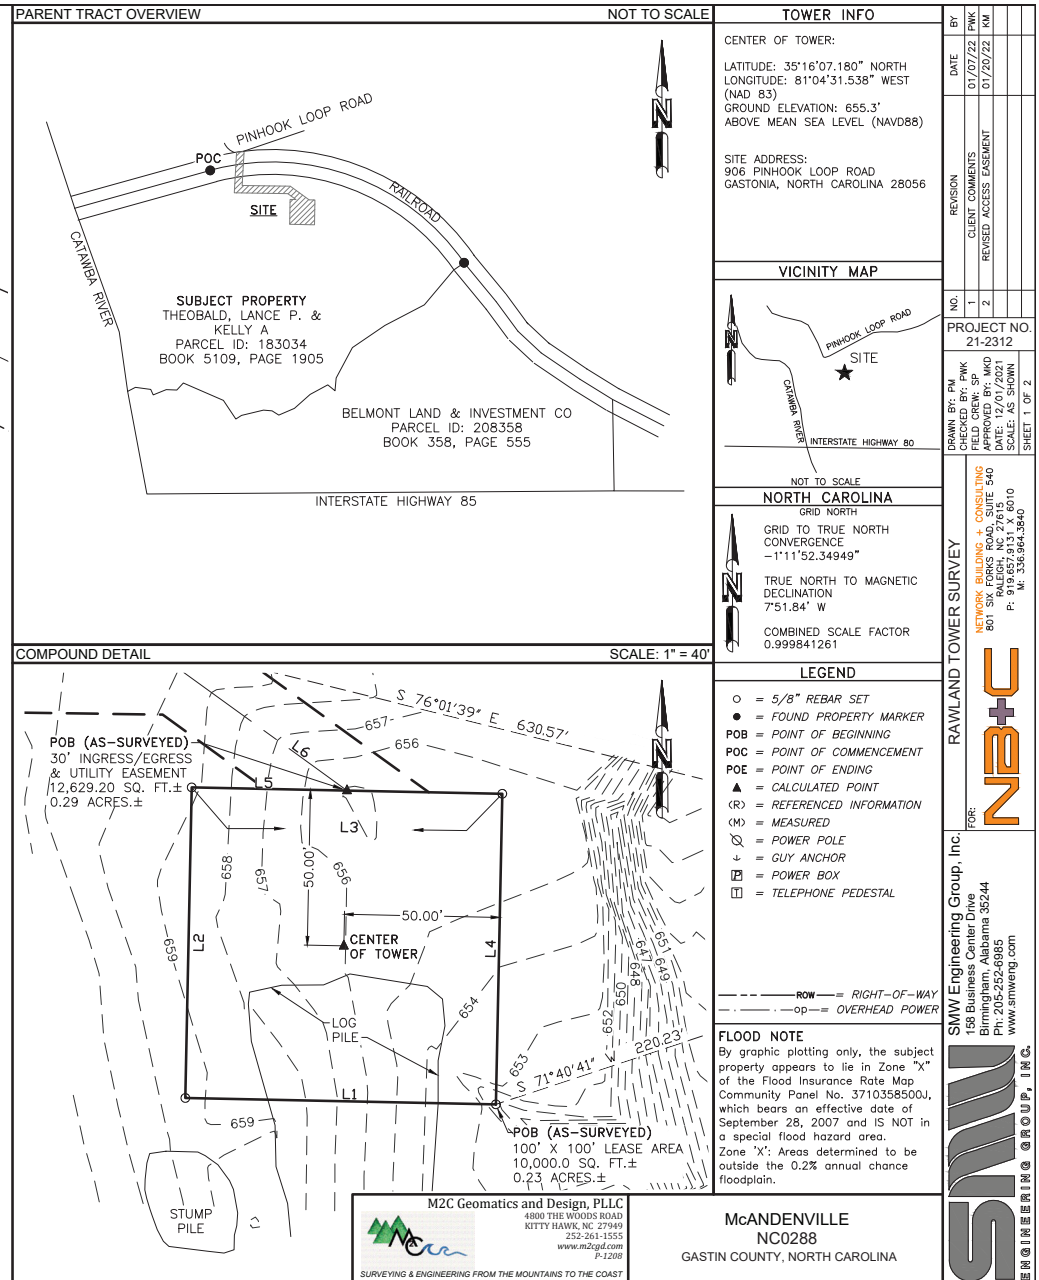 PARENT TRACT OVERVIEW
NOT TO SCALE
PINHOOK LOOP ROAD
POC
SITE
RAILROAD
CATAWBA RIVER
SUBJECT PROPERTY
THEOBALD, LANCE P. &
KELLY A
PARCEL ID: 183034
BOOK 5109, PAGE 1905
BELMONT LAND & INVESTMENT CO
PARCEL ID: 208358
BOOK 358, PAGE 555
INTERSTATE HIGHWAY 85
N
COMPOUND DETAIL
SCALE: 1" = 40'
S 76°01'39" E 630.57'
657
656
POB (AS-SURVEYED)
30' INGRESS/EGRESS
& UTILITY EASEMENT
12,629.20 SQ. FT.±
0.29 ACRES.±
L6
L5
L3
N
658
657
656
50.00'
50.00'
L2
L4
659
CENTER
OF TOWER
651
647
649
648
650
652
654
LOG
PILE
653
S 71°40'41" W 220.23'
L1
659
POB (AS-SURVEYED)
100' X 100' LEASE AREA
10,000.0 SQ. FT.±
0.23 ACRES.±
STUMP
PILE
TOWER INFO
CENTER OF TOWER:
LATITUDE: 35°16'07.180" NORTH
LONGITUDE: 81°04'31.538" WEST
(NAD 83)
GROUND ELEVATION: 655.3'
ABOVE MEAN SEA LEVEL (NAVD88)
SITE ADDRESS:
906 PINHOOK LOOP ROAD
GASTONIA, NORTH CAROLINA 28056
VICINITY MAP
N
PINHOOK LOOP ROAD
SITE
CATAWBA RIVER
INTERSTATE HIGHWAY 80
NOT TO SCALE
NORTH CAROLINA
GRID NORTH
N
GRID TO TRUE NORTH
CONVERGENCE
-1°11'52.34949"
TRUE NORTH TO MAGNETIC
DECLINATION
7°51.84' W
COMBINED SCALE FACTOR
0.999841261
LEGEND
= 5/8" REBAR SET
= FOUND PROPERTY MARKER
POB = POINT OF BEGINNING
POC = POINT OF COMMENCEMENT
POE = POINT OF ENDING
= CALCULATED POINT
(R) = REFERENCED INFORMATION
(M) = MEASURED
= POWER POLE
= GUY ANCHOR
P = POWER BOX
T = TELEPHONE PEDESTAL
ROW = RIGHT-OF-WAY
op = OVERHEAD POWER
FLOOD NOTE
By graphic plotting only, the subject
property appears to lie in Zone "X"
of the Flood Insurance Rate Map
Community Panel No. 3710358500J,
which bears an effective date of
September 28, 2007 and IS NOT in
a special flood hazard area.
Zone 'X': Areas determined to be
outside the 0.2% annual chance
floodplain.
M2C Geomatics and Design, PLLC
4800 THE WOODS ROAD
KITTY HAWK, NC 27949
252-261-1555
www.m2cgd.com
P-1208
SURVEYING & ENGINEERING FROM THE MOUNTAINS TO THE COAST
McANDENVILLE
NC0288
GASTIN COUNTY, NORTH CAROLINA
NO. REVISION DATE BY
1 CLIENT COMMENTS 01/07/22 PWK
2 REVISED ACCESS EASEMENT 01/20/22 KM
PROJECT NO.
21-2312
DRAWN BY: PM
CHECKED BY: PWK
FIELD CREW: SP
APPROVED BY: MKD
DATE: 12/01/2021
SCALE: AS SHOWN
SHEET 1 OF 2
RAWLAND TOWER SURVEY
FOR:
NB+C
NETWORK BUILDING + CONSULTING
801 SIX FORKS ROAD, SUITE 540
RALEIGH, NC 27615
P: 919.657.9131 X 6010
M: 336.964.3840
SMW Engineering Group, Inc.
158 Business Center Drive
Birmingham, Alabama 35244
Ph: 205-252-6985
www.smweng.com
SMW
ENGINEERING GROUP, INC.